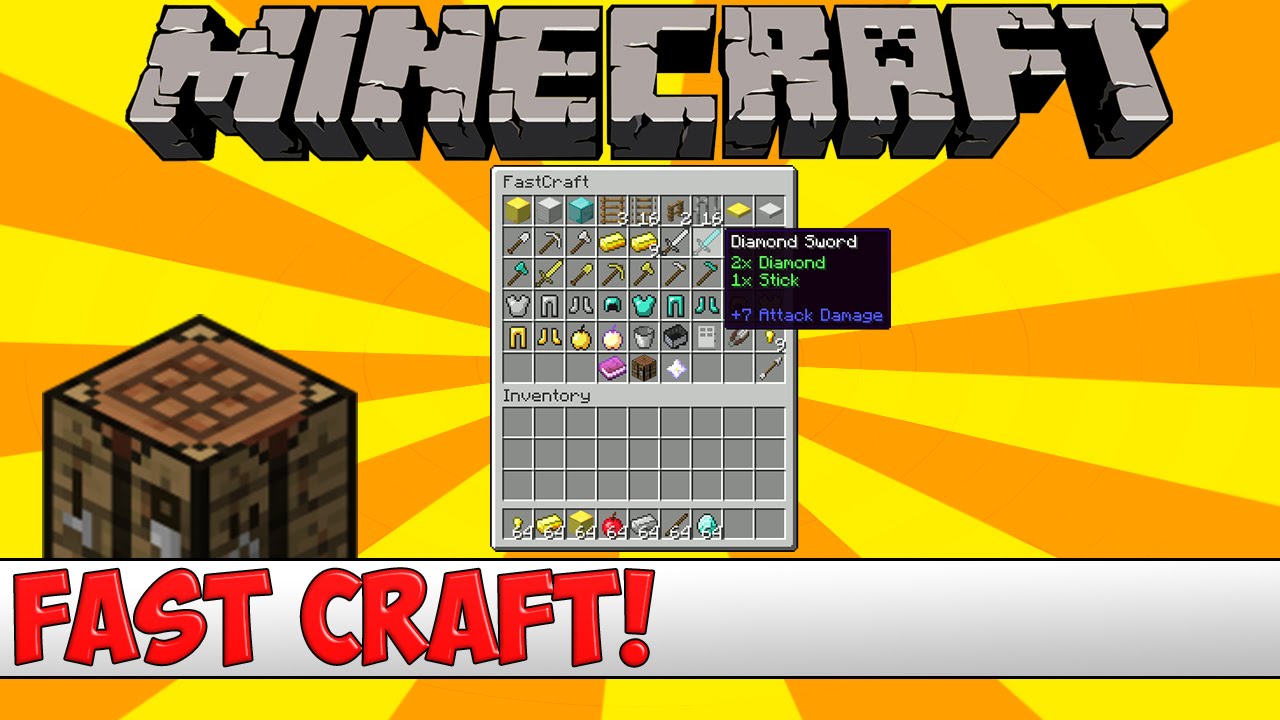 MINECRAFT
FastCraft
3 16 2 16
9
Diamond Sword
2x Diamond
1x Stick
+7 Attack Damage
9
Inventory
64 64 64 64 64 64 64
FAST CRAFT!